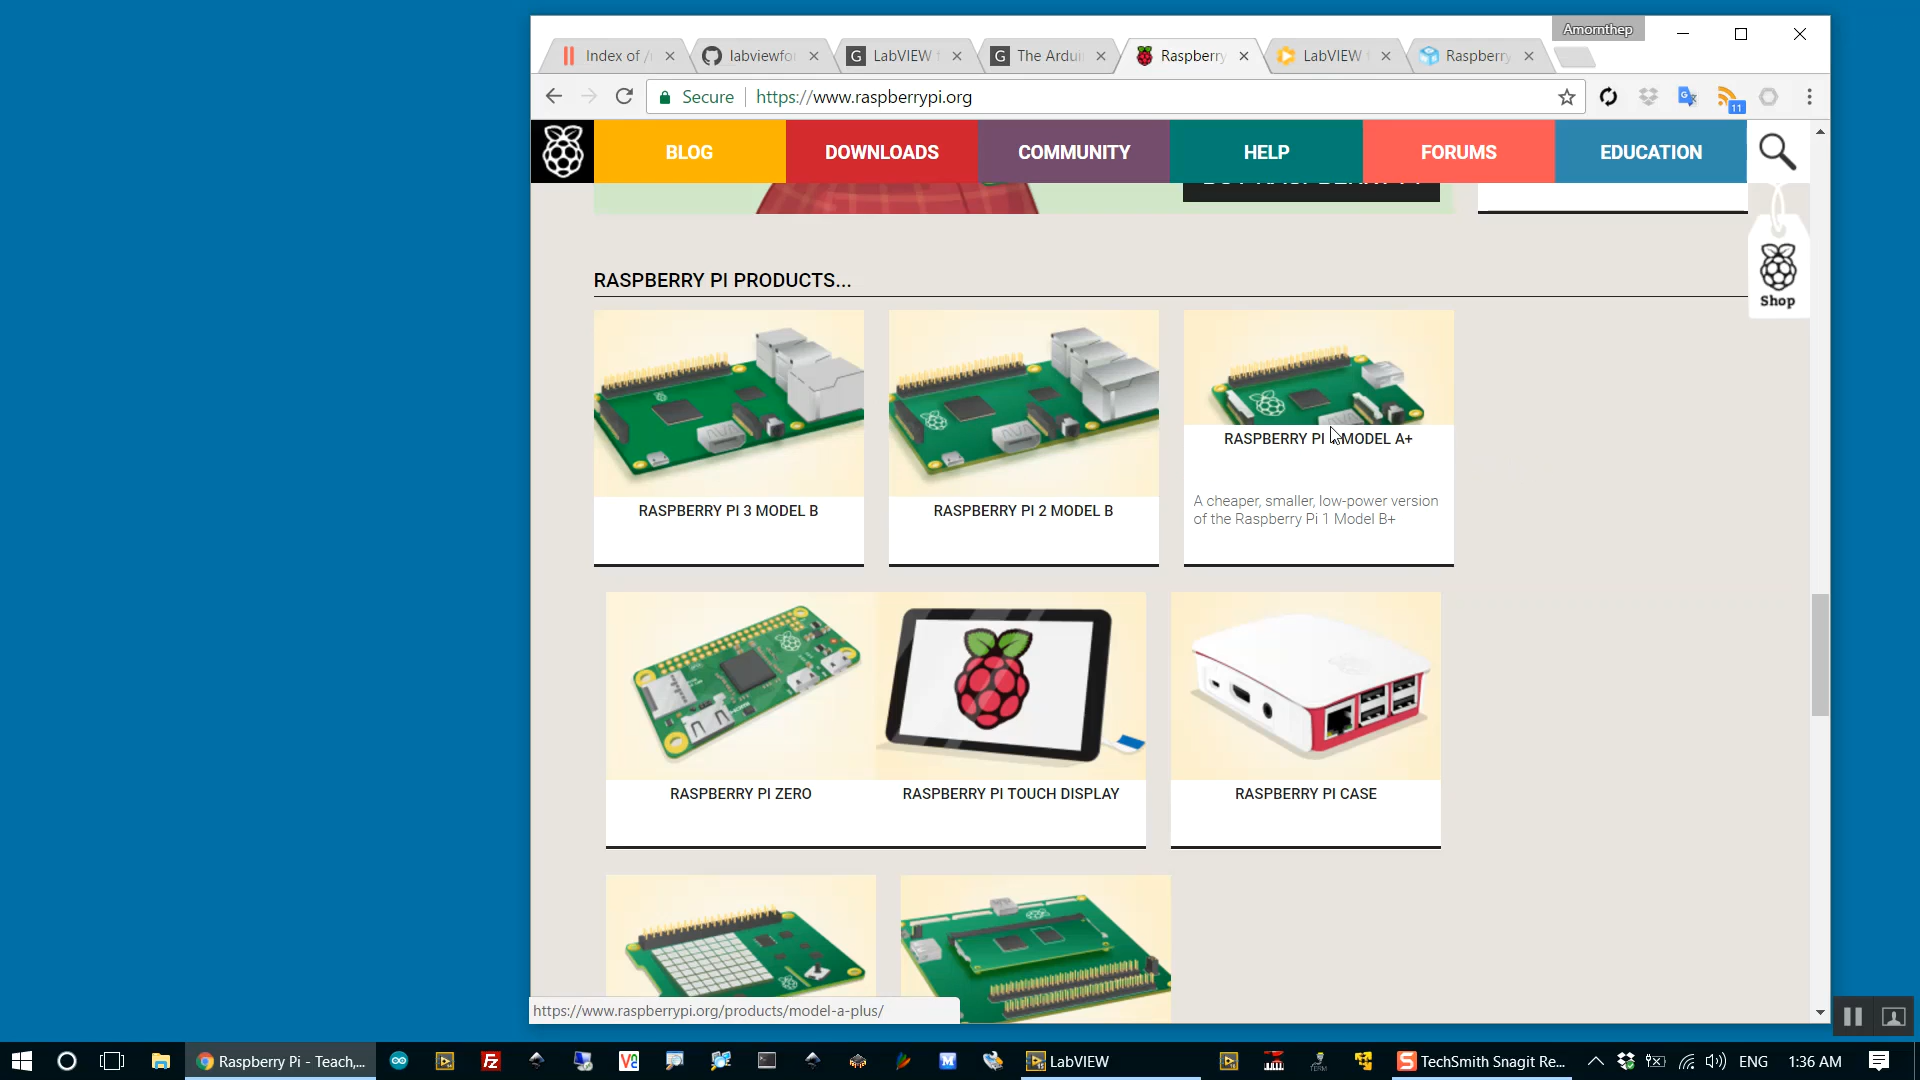 Amornthep
Index of /
labviewfo
LabVIEW
The Ardui
Raspberry
LabVIEW
Raspberry
Secure
https://www.raspberrypi.org
11
BLOG
DOWNLOADS
COMMUNITY
HELP
FORUMS
EDUCATION
Shop
RASPBERRY PI PRODUCTS...
RASPBERRY PI 3 MODEL B
RASPBERRY PI 2 MODEL B
RASPBERRY PI MODEL A+
A cheaper, smaller, low-power version
of the Raspberry Pi 1 Model B+
RASPBERRY PI ZERO
RASPBERRY PI TOUCH DISPLAY
RASPBERRY PI CASE
https://www.raspberrypi.org/products/model-a-plus/
Raspberry Pi - Teach,...
LabVIEW
TechSmith Snagit Re...
ENG
1:36 AM